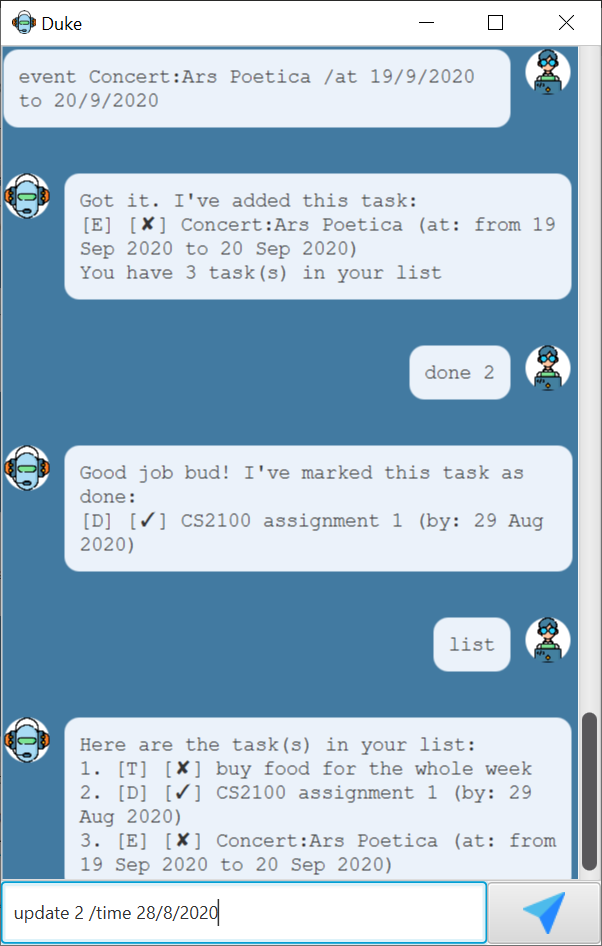 Duke
event Concert:Ars Poetica /at 19/9/2020
to 20/9/2020
Got it. I've added this task:
[E] [✘] Concert:Ars Poetica (at: from 19
Sep 2020 to 20 Sep 2020)
You have 3 task(s) in your list
done 2
Good job bud! I've marked this task as
done:
[D] [✓] CS2100 assignment 1 (by: 29 Aug
2020)
list
Here are the task(s) in your list:
1. [T] [✘] buy food for the whole week
2. [D] [✓] CS2100 assignment 1 (by: 29
Aug 2020)
3. [E] [✘] Concert:Ars Poetica (at: from
19 Sep 2020 to 20 Sep 2020)
update 2 /time 28/8/2020